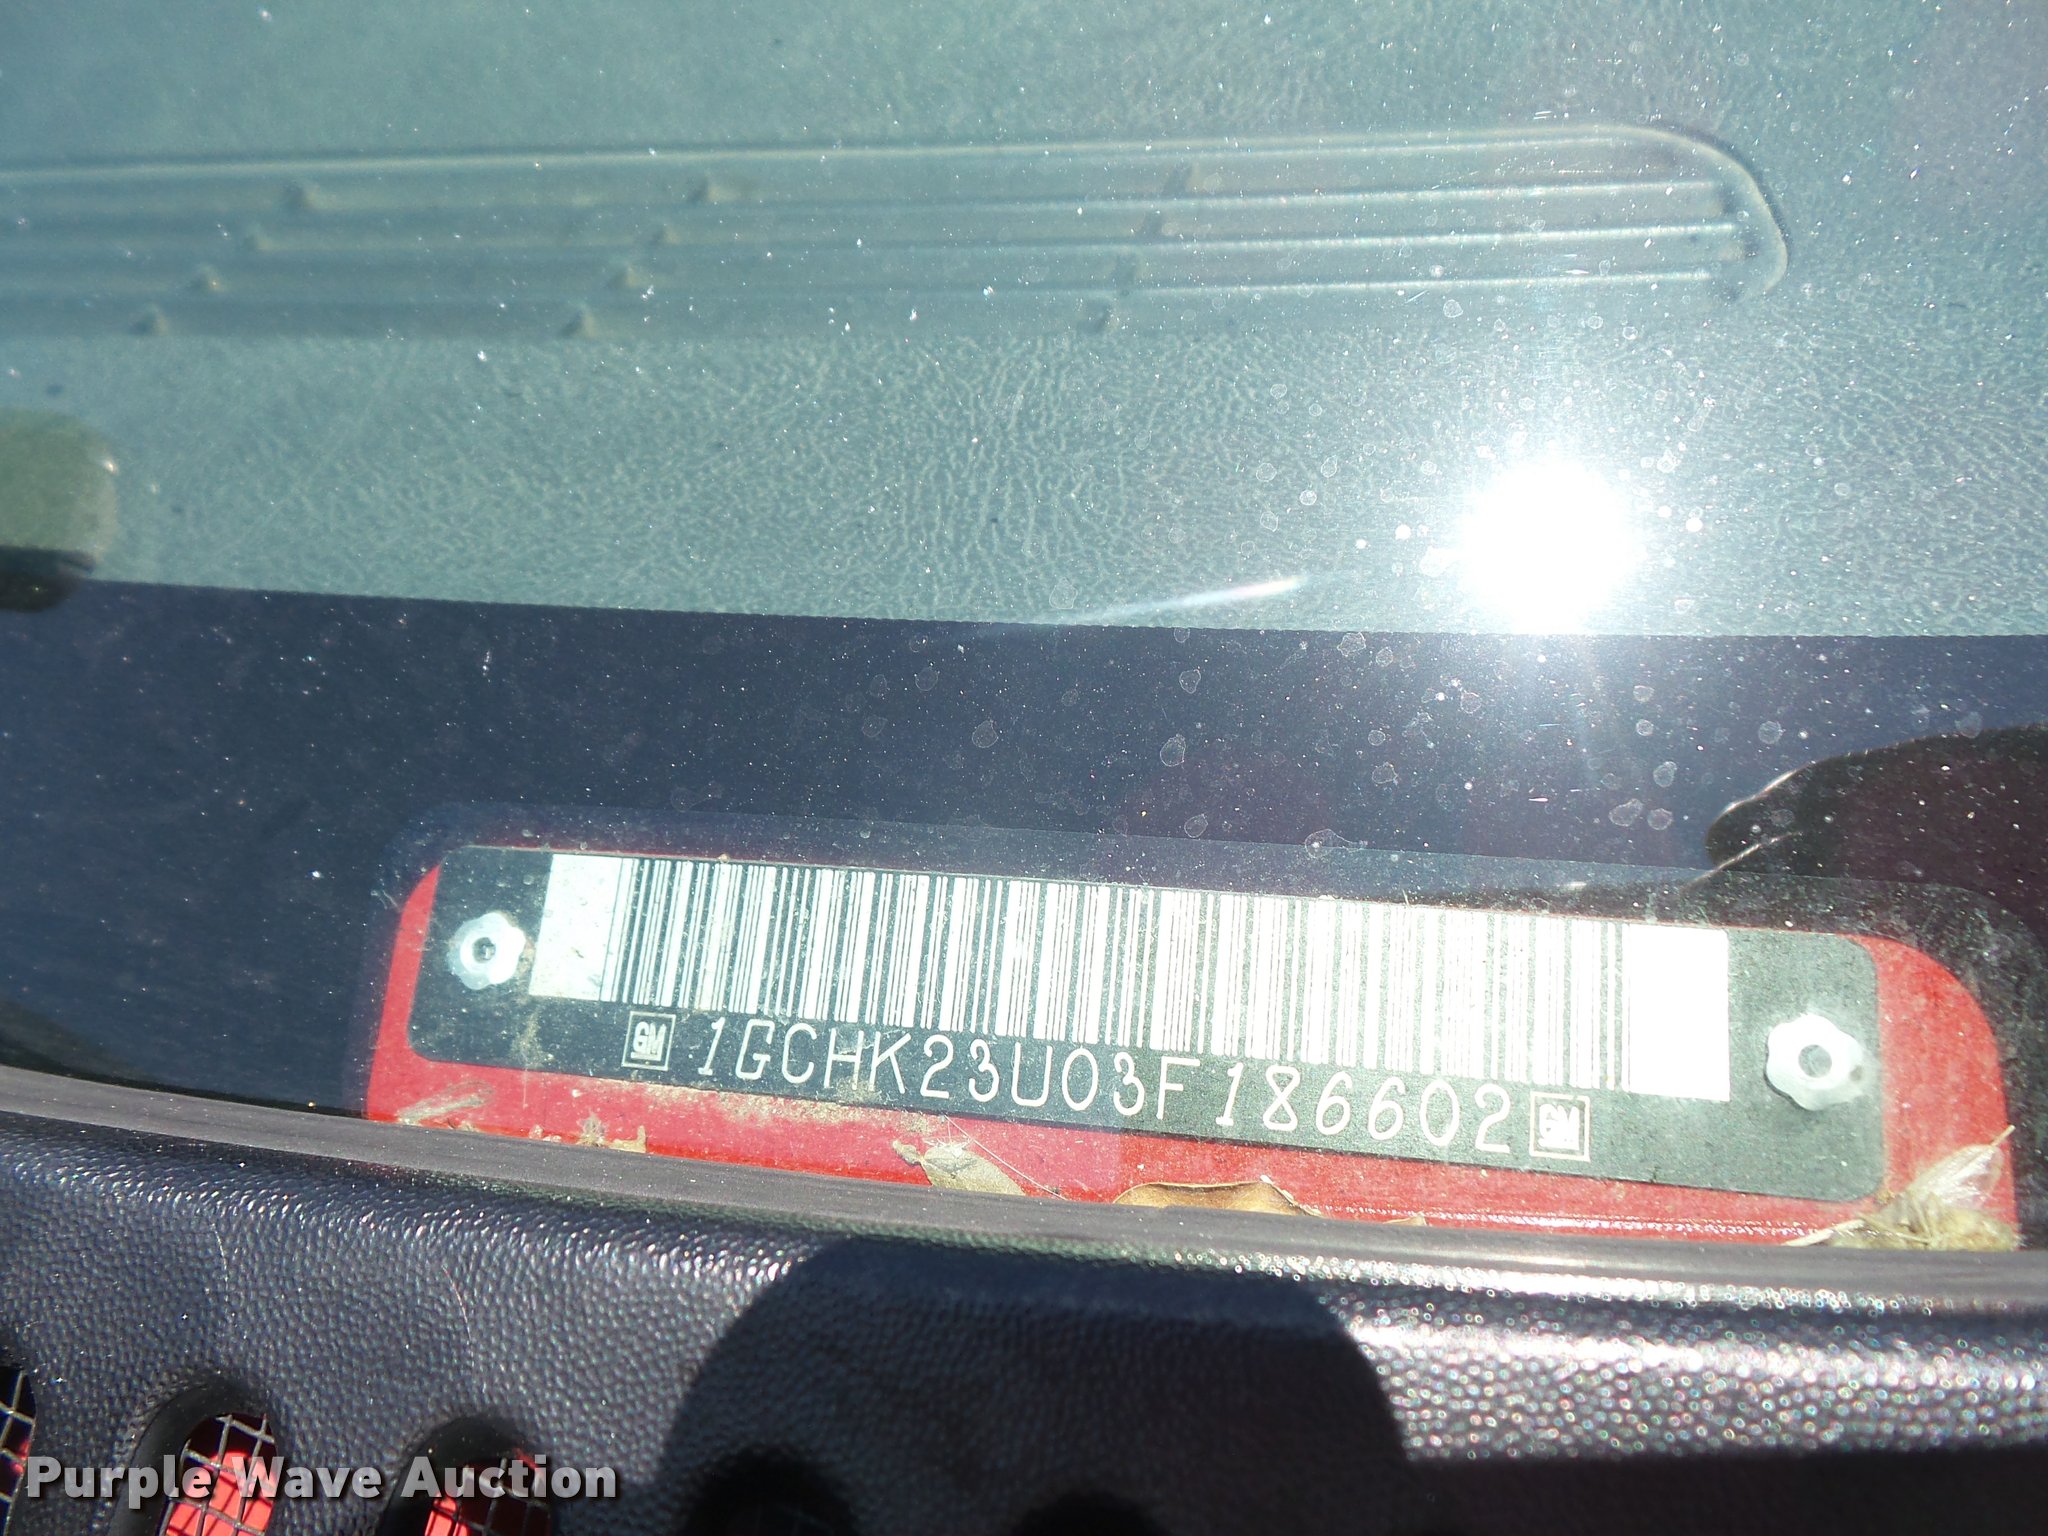 GM 1GCHK23U03F186602 GM
Purple Wave Auction